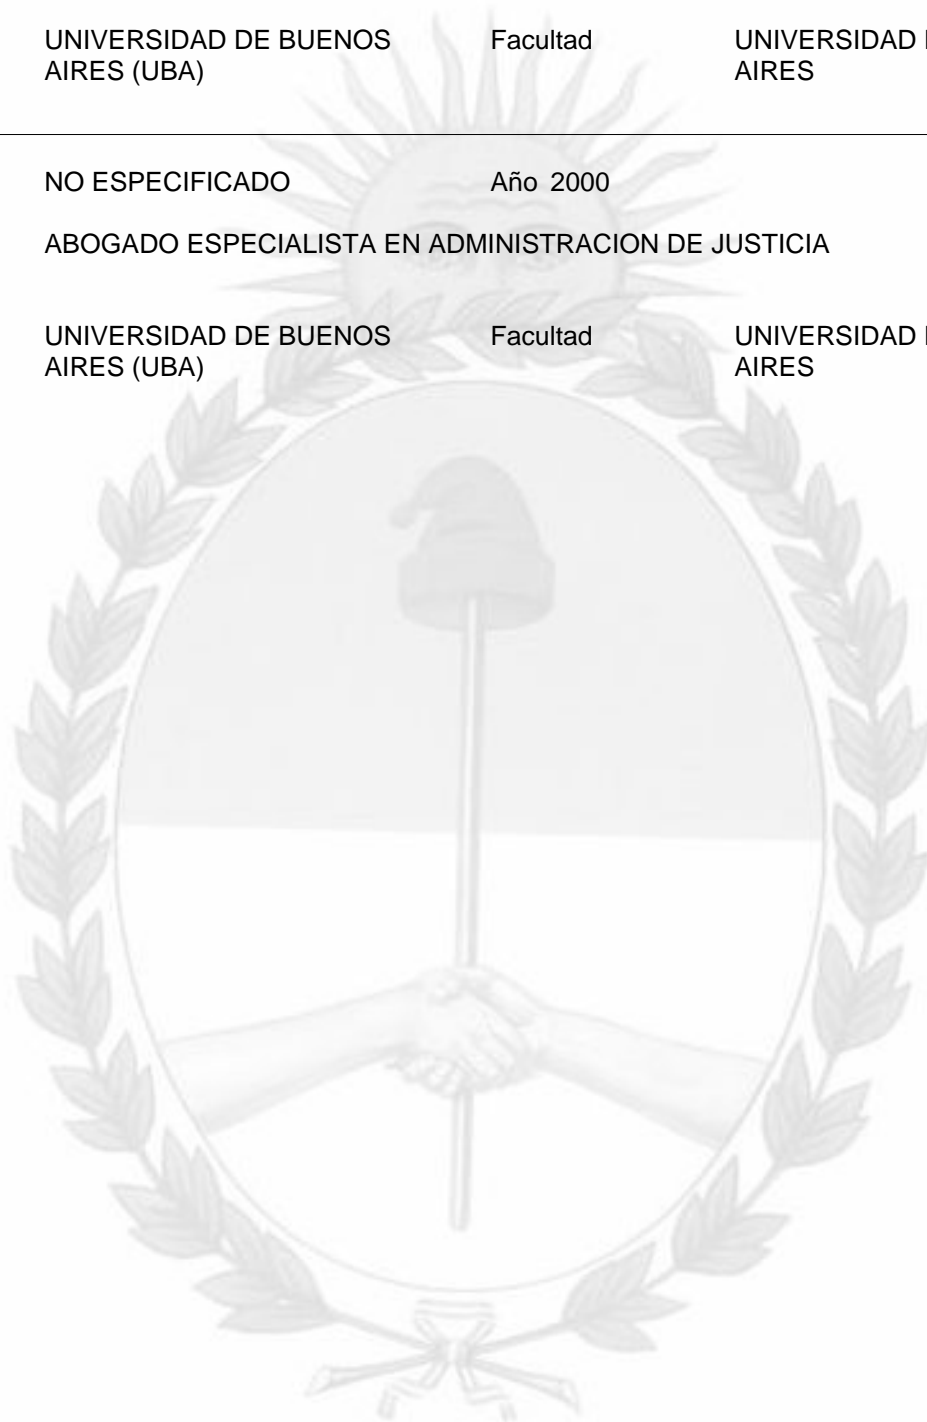 UNIVERSIDAD DE BUENOS Facultad UNIVERSIDAD
AIRES (UBA) AIRES
NO ESPECIFICADO Año 2000
ABOGADO ESPECIALISTA EN ADMINISTRACION DE JUSTICIA
UNIVERSIDAD DE BUENOS Facultad UNIVERSIDAD
AIRES (UBA) AIRES